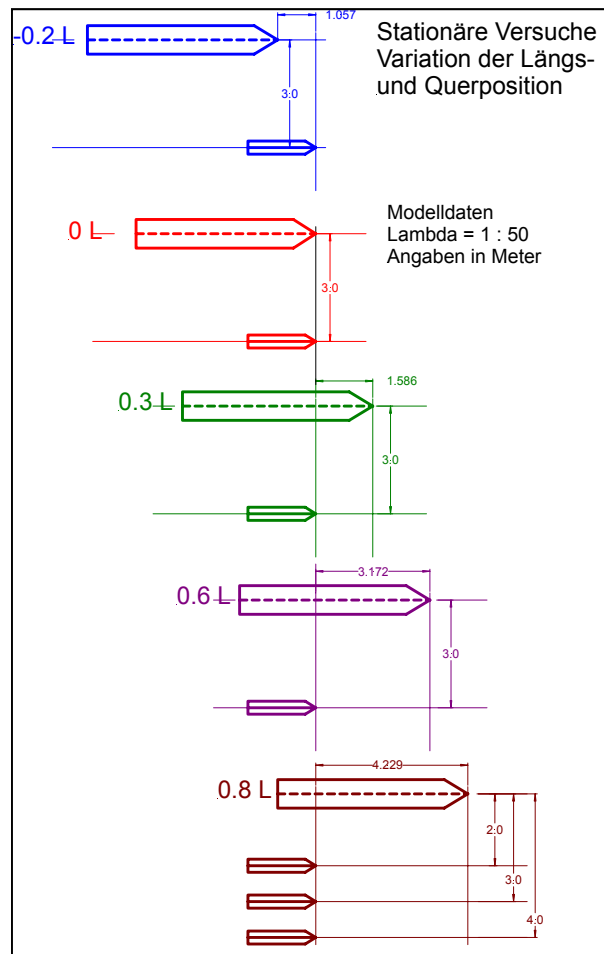 -0.2 L
1.057
Stationäre Versuche
Variation der Längs-
und Querposition
3.0
0 L
Modelldaten
Lambda = 1 : 50
Angaben in Meter
3.0
0.3 L
1.586
3.0
0.6 L
3.172
3.0
0.8 L
4.229
2.0
3.0
4.0